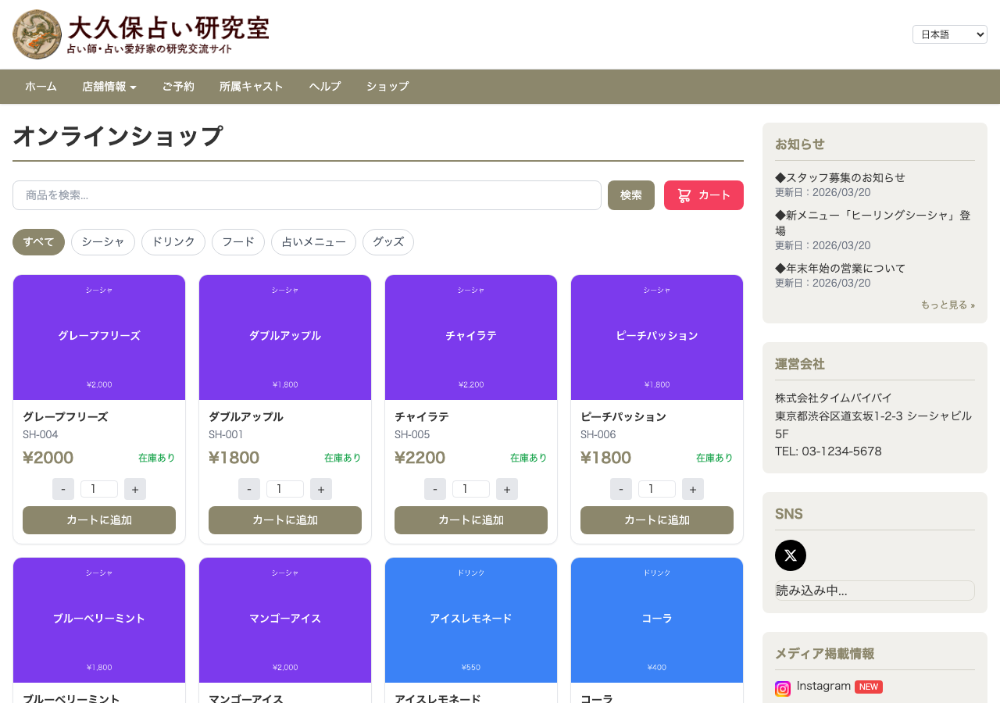 大久保占い研究室
占い師・占い愛好家の研究交流サイト
日本語
ホーム 店舗情報 ご予約 所属キャスト ヘルプ ショップ
オンラインショップ
商品を検索...
検索
カート
すべて シーシャ ドリンク フード 占いメニュー グッズ
シーシャ
グレープフリーズ
¥2,000
グレープフリーズ
SH-004
¥2000 在庫あり
- 1 +
カートに追加
シーシャ
ダブルアップル
¥1,800
ダブルアップル
SH-001
¥1800 在庫あり
- 1 +
カートに追加
シーシャ
チャイラテ
¥2,200
チャイラテ
SH-005
¥2200 在庫あり
- 1 +
カートに追加
シーシャ
ピーチパッション
¥1,800
ピーチパッション
SH-006
¥1800 在庫あり
- 1 +
カートに追加
シーシャ
ブルーベリーミント
¥1,800
ブルーベリーミント
シーシャ
マンゴーアイス
¥2,000
マンゴーアイス
ドリンク
アイスレモネード
¥550
アイスレモネード
ドリンク
コーラ
¥400
コーラ
お知らせ
◆スタッフ募集のお知らせ
更新日：2026/03/20
◆新メニュー「ヒーリングシーシャ」登
場
更新日：2026/03/20
◆年末年始の営業について
更新日：2026/03/20
もっと見る »
運営会社
株式会社タイムバイバイ
東京都渋谷区道玄坂1-2-3 シーシャビル
5F
TEL: 03-1234-5678
SNS
読み込み中...
メディア掲載情報
Instagram NEW